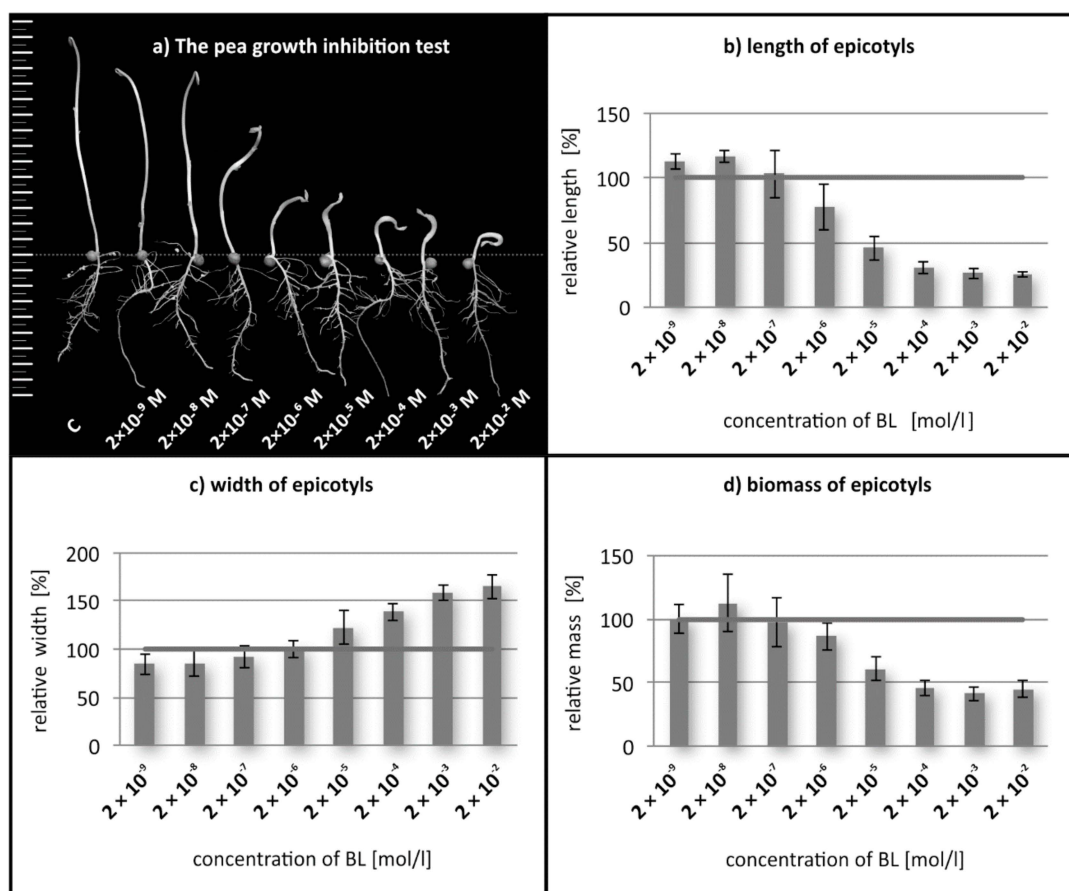 a) The pea growth inhibition test
C
2×10⁻⁹ M
2×10⁻⁸ M
2×10⁻⁷ M
2×10⁻⁶ M
2×10⁻⁵ M
2×10⁻⁴ M
2×10⁻³ M
2×10⁻² M
b) length of epicotyls
relative length [%]
150
100
50
0
2 × 10⁻⁹
2 × 10⁻⁸
2 × 10⁻⁷
2 × 10⁻⁶
2 × 10⁻⁵
2 × 10⁻⁴
2 × 10⁻³
2 × 10⁻²
concentration of BL [mol/l]
c) width of epicotyls
relative width [%]
200
150
100
50
0
2 × 10⁻⁹
2 × 10⁻⁸
2 × 10⁻⁷
2 × 10⁻⁶
2 × 10⁻⁵
2 × 10⁻⁴
2 × 10⁻³
2 × 10⁻²
concentration of BL [mol/l]
d) biomass of epicotyls
relative mass [%]
150
100
50
0
2 × 10⁻⁹
2 × 10⁻⁸
2 × 10⁻⁷
2 × 10⁻⁶
2 × 10⁻⁵
2 × 10⁻⁴
2 × 10⁻³
2 × 10⁻²
concentration of BL [mol/l]